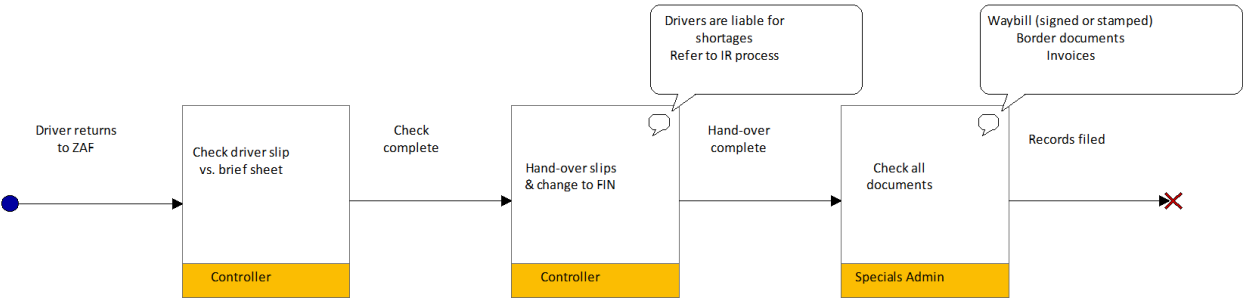 Drivers are liable for
shortages
Refer to IR process
Waybill (signed or stamped)
Border documents
Invoices
Driver returns
to ZAF
Check driver slip
vs. brief sheet
Controller
Check
complete
Hand-over slips
& change to FIN
Controller
Hand-over
complete
Check all
documents
Specials Admin
Records filed